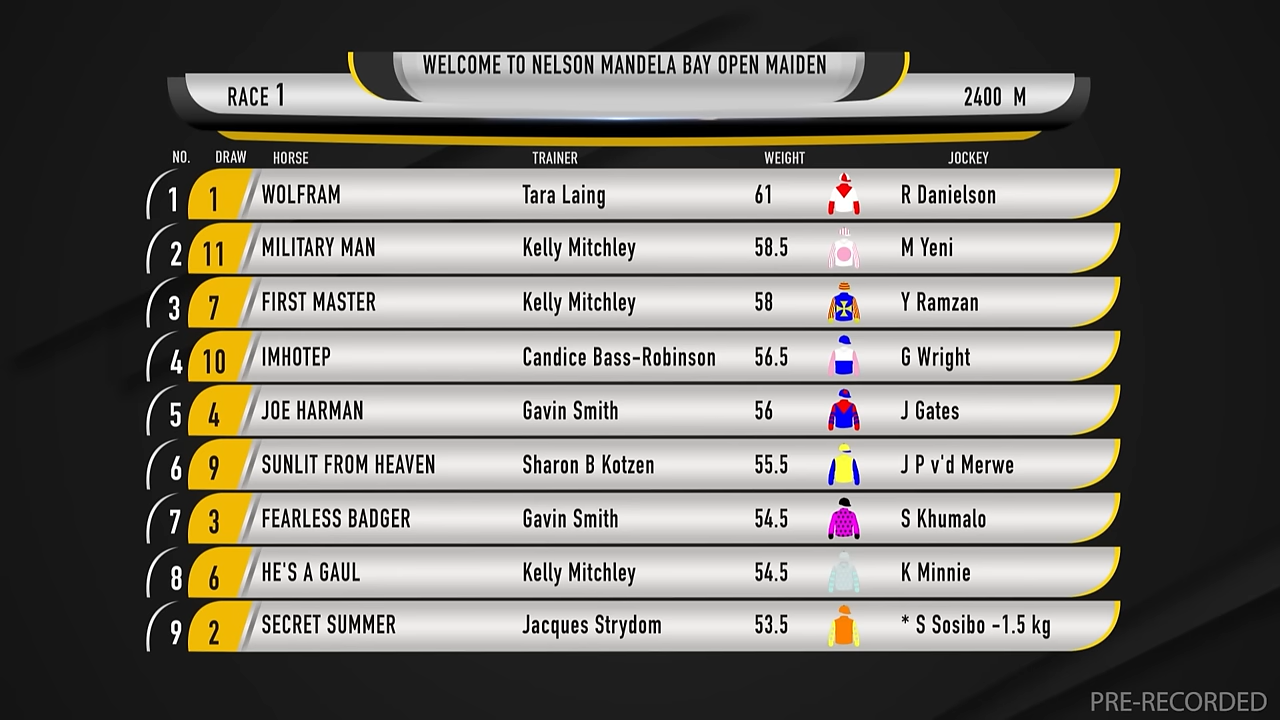 WELCOME TO NELSON MANDELA BAY OPEN MAIDEN
RACE 1 2400 M
NO. DRAW HORSE TRAINER WEIGHT JOCKEY
1 1 WOLFRAM Tara Laing 61 R Danielson
2 11 MILITARY MAN Kelly Mitchley 58.5 M Yeni
3 7 FIRST MASTER Kelly Mitchley 58 Y Ramzan
4 10 IMHOTEP Candice Bass-Robinson 56.5 G Wright
5 4 JOE HARMAN Gavin Smith 56 J Gates
6 9 SUNLIT FROM HEAVEN Sharon B Kotzen 55.5 J P v'd Merwe
7 3 FEARLESS BADGER Gavin Smith 54.5 S Khumalo
8 6 HE'S A GAUL Kelly Mitchley 54.5 K Minnie
9 2 SECRET SUMMER Jacques Strydom 53.5 * S Sosibo -1.5 kg
PRE-RECORDED